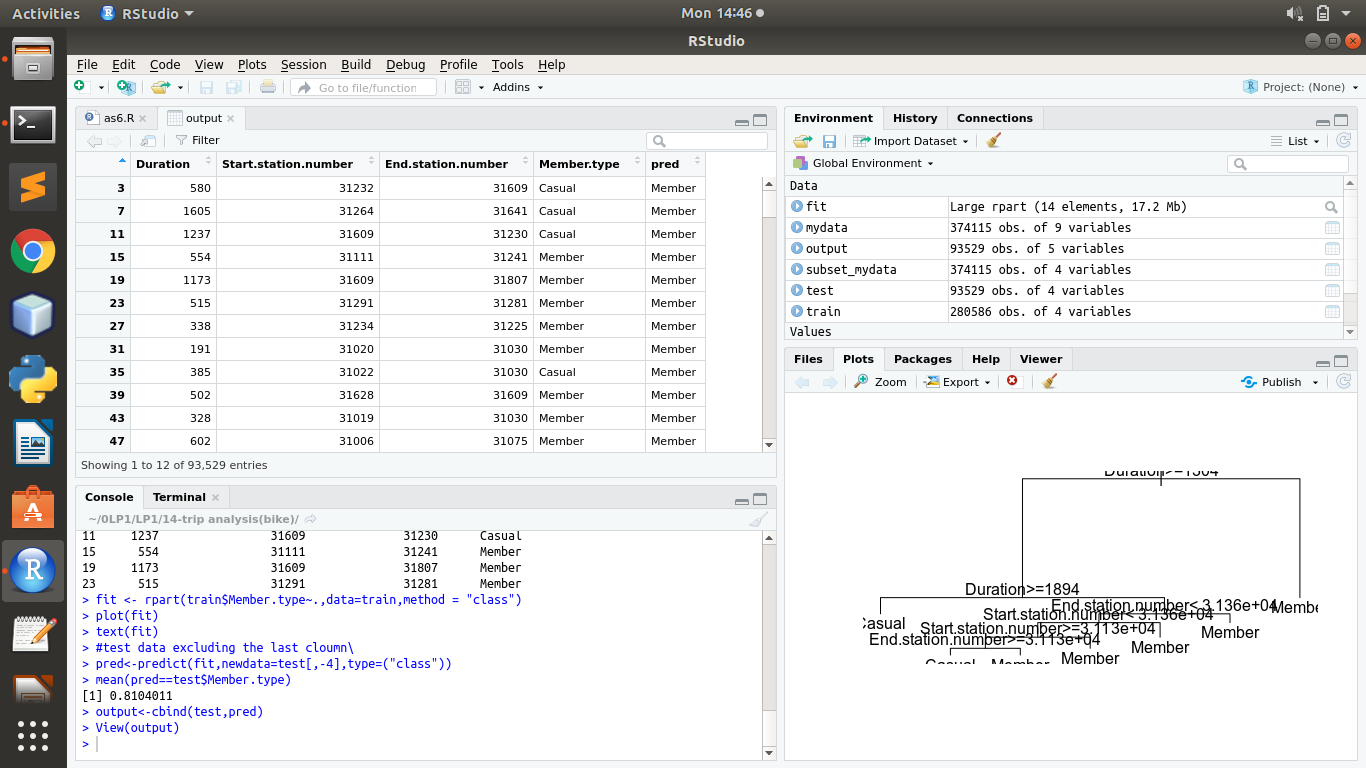 Activities RStudio Mon 14:46
RStudio
File Edit Code View Plots Session Build Debug Profile Tools Help
Go to file/function Addins Project: (None)
as6.R output
Filter
Duration Start.station.number End.station.number Member.type pred
3 580 31232 31609 Casual Member
7 1605 31264 31641 Casual Member
11 1237 31609 31230 Casual Member
15 554 31111 31241 Member Member
19 1173 31609 31807 Member Member
23 515 31291 31281 Member Member
27 338 31234 31225 Member Member
31 191 31020 31030 Member Member
35 385 31022 31030 Casual Member
39 502 31628 31609 Member Member
43 328 31019 31030 Member Member
47 602 31006 31075 Member Member
Showing 1 to 12 of 93,529 entries
Console Terminal
~/0LP1/LP1/14-trip analysis(bike)/
11 1237 31609 31230 Casual
15 554 31111 31241 Member
19 1173 31609 31807 Member
23 515 31291 31281 Member
> fit <- rpart(train$Member.type~.,data=train,method = "class")
> plot(fit)
> text(fit)
> #test data excluding the last cloumn\
> pred<-predict(fit,newdata=test[,-4],type=("class"))
> mean(pred==test$Member.type)
[1] 0.8104011
> output<-cbind(test,pred)
> View(output)
>
Environment History Connections
Import Dataset List
Global Environment
Data
fit Large rpart (14 elements, 17.2 Mb)
mydata 374115 obs. of 9 variables
output 93529 obs. of 5 variables
subset_mydata 374115 obs. of 4 variables
test 93529 obs. of 4 variables
train 280586 obs. of 4 variables
Values
Files Plots Packages Help Viewer
Zoom Export Publish
Duration>=1304
Duration>=1894
End.station.number< 3.136e+04
Member
Start.station.number< 3.136e+04
Casual
Start.station.number>=3.113e+04
Member
End.station.number>=3.113e+04
Member
Member
Casual Member